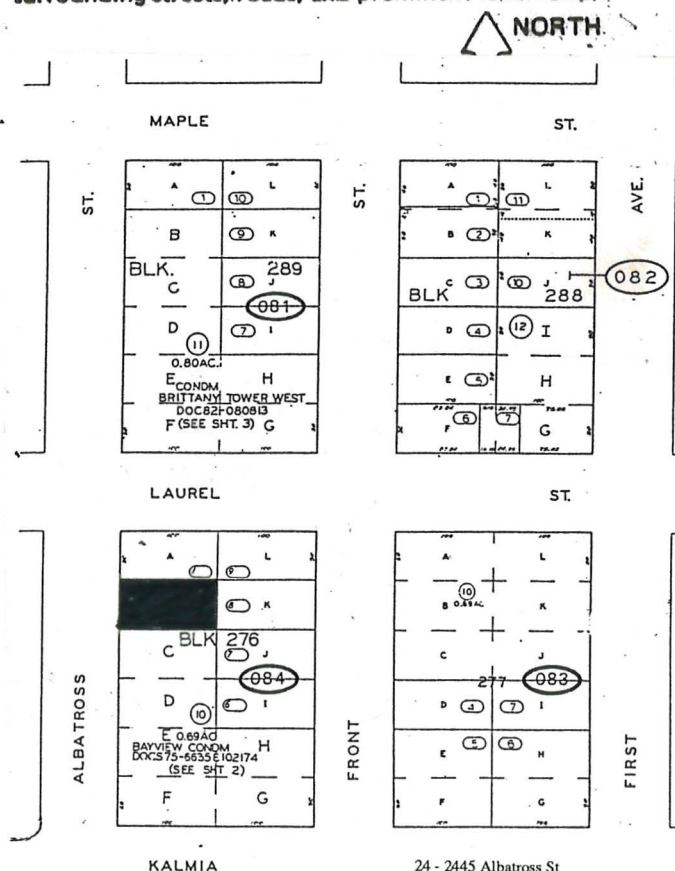 NORTH
MAPLE ST.
ST. ST. AVE.
A 1 10 L
B 9 K
BLK. 289
C 8 J
081
D 7 I
11
0.80AC.
E H
CONDM
BRITTANY TOWER WEST
DOC82-080813
F (SEE SHT. 3) G
A 1 11 L
B 2 K
C 3 10 J
BLK 288
082
D 4 12 I
E 5 H
F 6 7 G
LAUREL ST.
A 1 9 L
8 K
BLK 276
C 7 J
084
D 6 I
10
E 0.69AC H
BAYVIEW CONDM
DOCS75-6635 & 102174
(SEE SHT 2)
F G
A L
10
B 0.69AC K
C J
277 083
D 4 7 I
E 5 6 H
F G
ALBATROSS FRONT FIRST
KALMIA
24 - 2445 Albatross St